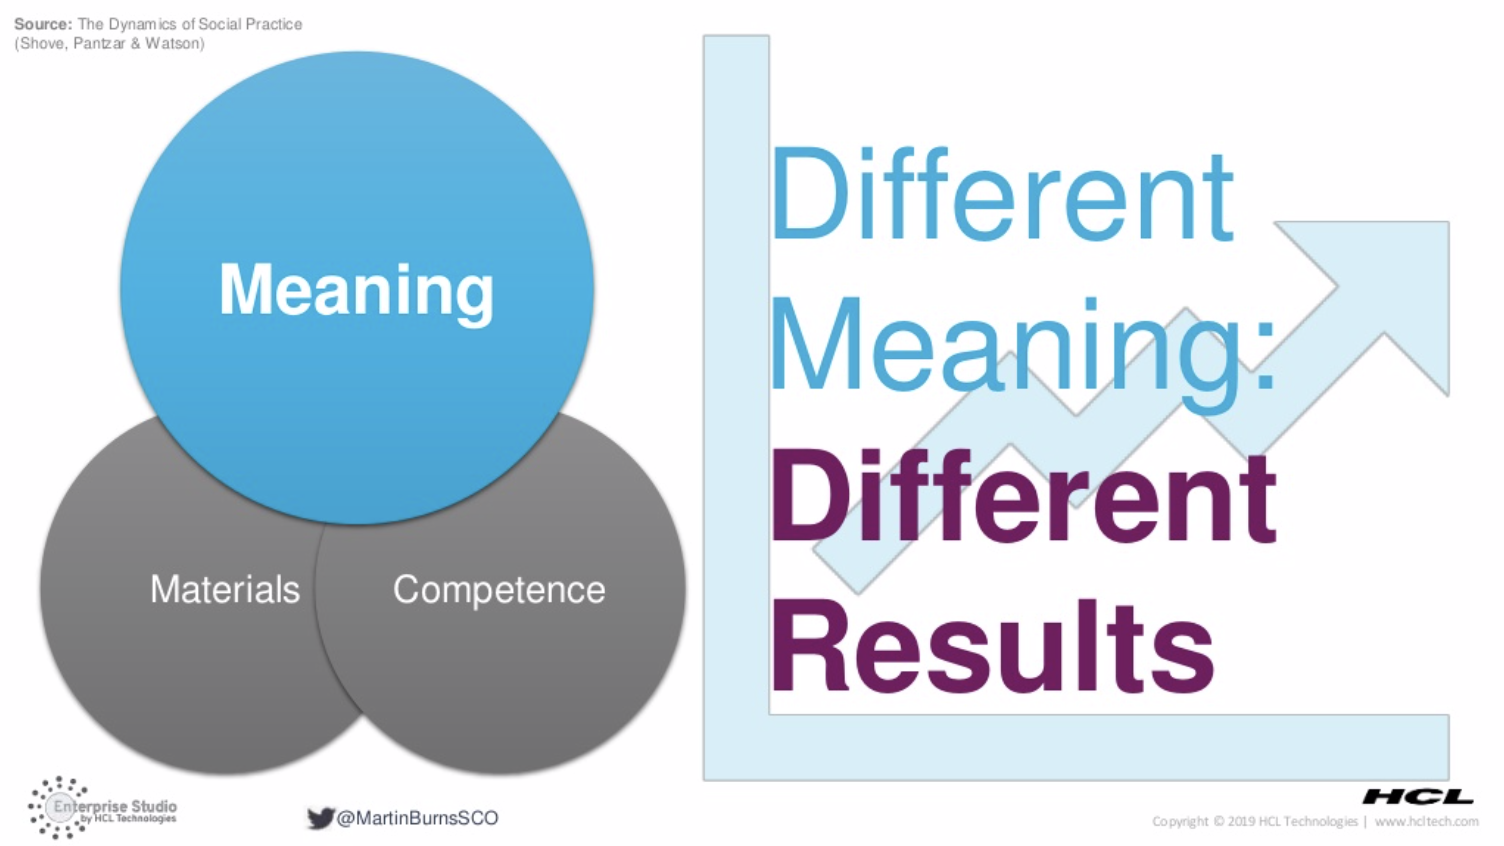 Source: The Dynamics of Social Practice
(Shove, Pantzar & Watson)
Meaning
Materials
Competence
Different
Meaning:
Different
Results
Enterprise Studio
by HCL Technologies
@MartinBurnsSCO
HCL
Copyright © 2019 HCL Technologies | www.hcltech.com